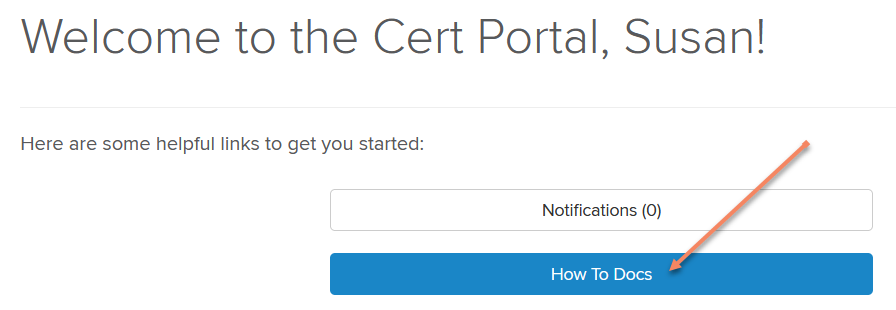 Welcome to the Cert Portal, Susan!
Here are some helpful links to get you started:
Notifications (0)
How To Docs